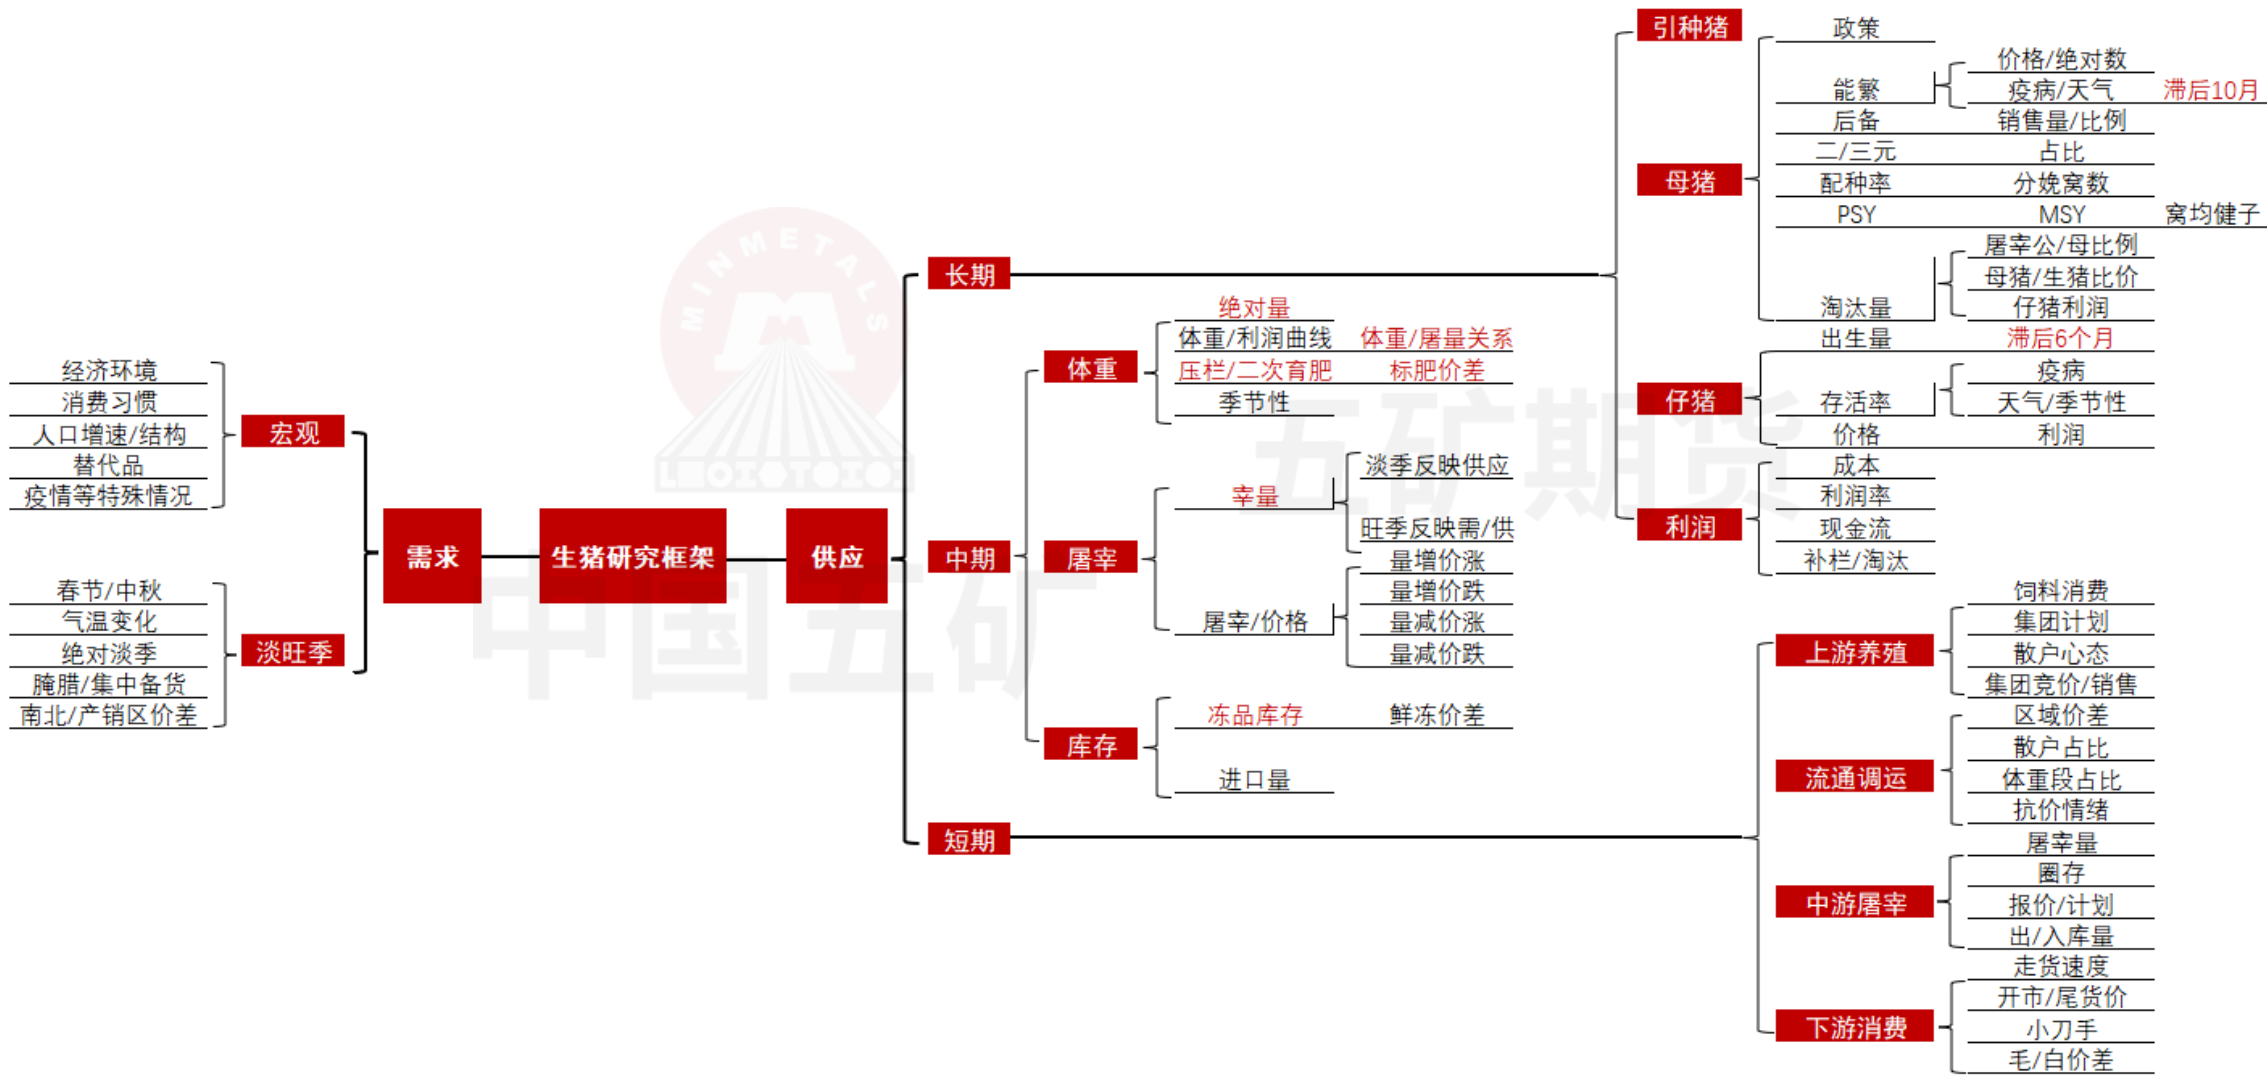 生猪研究框架
需求
宏观
经济环境
消费习惯
人口增速/结构
替代品
疫情等特殊情况
淡旺季
春节/中秋
气温变化
绝对淡季
腌腊/集中备货
南北/产销区价差
供应
长期
引种猪
母猪
政策
能繁
价格/绝对数
疫病/天气 滞后10月
后备 销售量/比例
二/三元 占比
配种率 分娩窝数
PSY MSY 窝均健子
淘汰量
屠宰公/母比例
母猪/生猪比价
仔猪利润
仔猪
出生量 滞后6个月
存活率
疫病
天气/季节性
价格 利润
利润
成本
利润率
现金流
补栏/淘汰
中期
体重
绝对量
体重/利润曲线 体重/屠量关系
压栏/二次育肥 标肥价差
季节性
屠宰
宰量
淡季反映供应
旺季反映需/供
屠宰/价格
量增价涨
量增价跌
量减价涨
量减价跌
库存
冻品库存 鲜冻价差
进口量
短期
上游养殖
饲料消费
集团计划
散户心态
集团竞价/销售
流通调运
区域价差
散户占比
体重段占比
抗价情绪
中游屠宰
屠宰量
圈存
报价/计划
出/入库量
下游消费
走货速度
开市/尾货价
小刀手
毛/白价差
MINMETALS
中国五矿
五矿期货